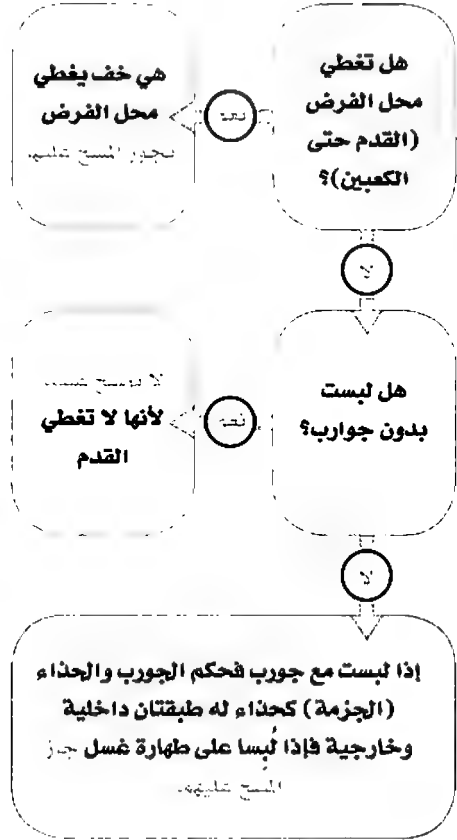 هل تغطي
محل الفرض
(القدم حتى
الكعبين)؟
نعم
هي خف يغطي
محل الفرض
يجوز المسح عليه.
لا
هل لبست
بدون جوارب؟
نعم
لا يمسح عليه
لأنها لا تغطي
القدم
لا
إذا لبست مع جورب فحكم الجورب والحذاء
(الجزمة) كحذاء له طبقتان داخلية
وخارجية فإذا لُبسا على طهارة غسل جاز
المسح عليهما.